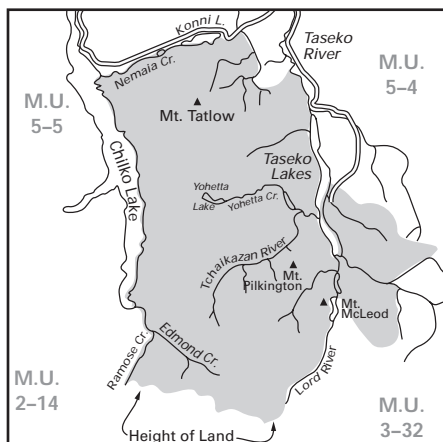 Konni L.
Taseko
River
Nemaia Cr.
M.U.
5–4
M.U.
5–5
Mt. Tatlow
Chilko Lake
Taseko
Lakes
Yohetta
Lake
Yohetta Cr.
Tchaikazan River
Mt.
Pilkington
Mt.
McLeod
Ramose Cr.
Edmond Cr.
Lord River
M.U.
2–14
M.U.
3–32
Height of Land